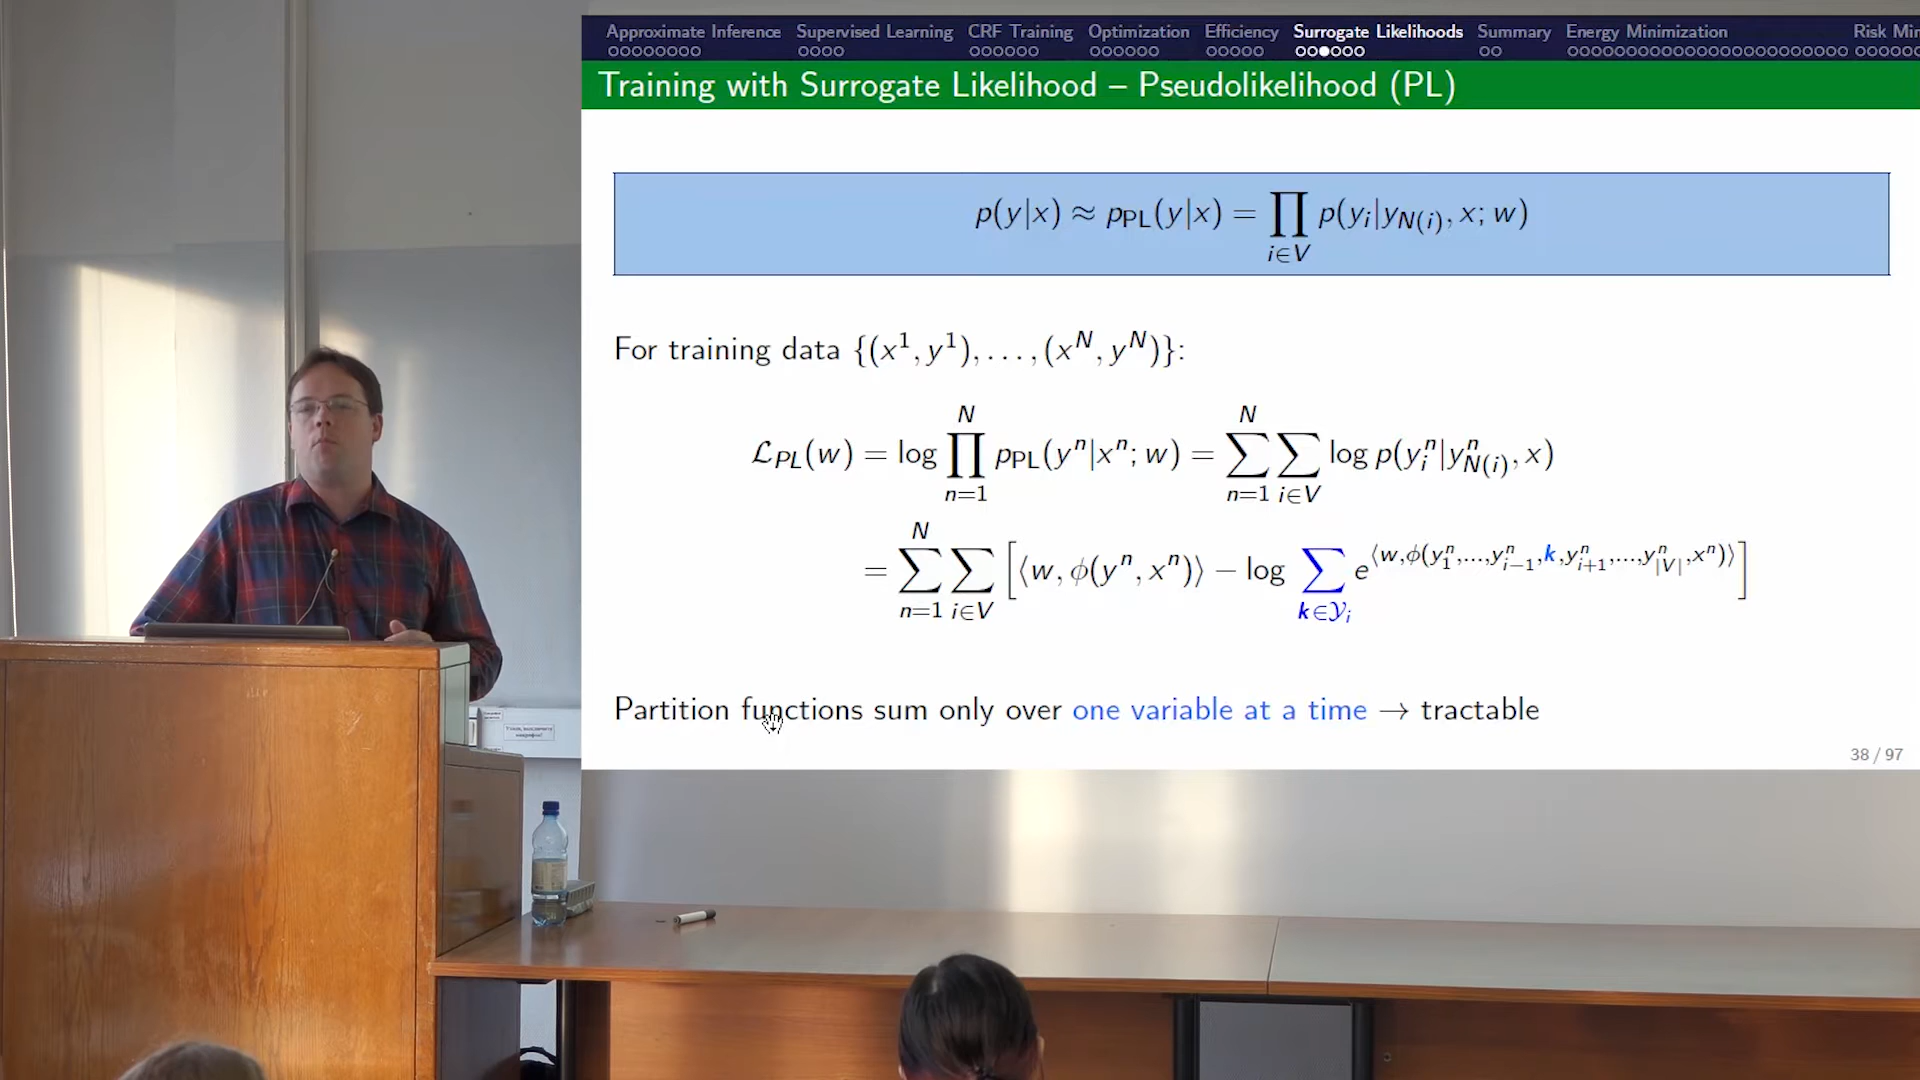 Approximate Inference Supervised Learning CRF Training Optimization Efficiency Surrogate Likelihoods Summary Energy Minimization Risk Mir
Training with Surrogate Likelihood – Pseudolikelihood (PL)
p(y|x) ≈ p_PL(y|x) = ∏_{i∈V} p(y_i|y_{N(i)}, x; w)
For training data {(x^1, y^1), . . . , (x^N, y^N)}:
ℒ_PL(w) = log ∏_{n=1}^{N} p_PL(y^n|x^n; w) = ∑_{n=1}^{N} ∑_{i∈V} log p(y_i^n|y_{N(i)}^n, x)
= ∑_{n=1}^{N} ∑_{i∈V} [⟨w, ϕ(y^n, x^n)⟩ − log ∑_{k∈𝒴_i} e^{⟨w,ϕ(y_1^n,...,y_{i−1}^n,k,y_{i+1}^n,...,y_{|V|}^n,x^n)⟩}]
Partition functions sum only over one variable at a time → tractable
38 / 97